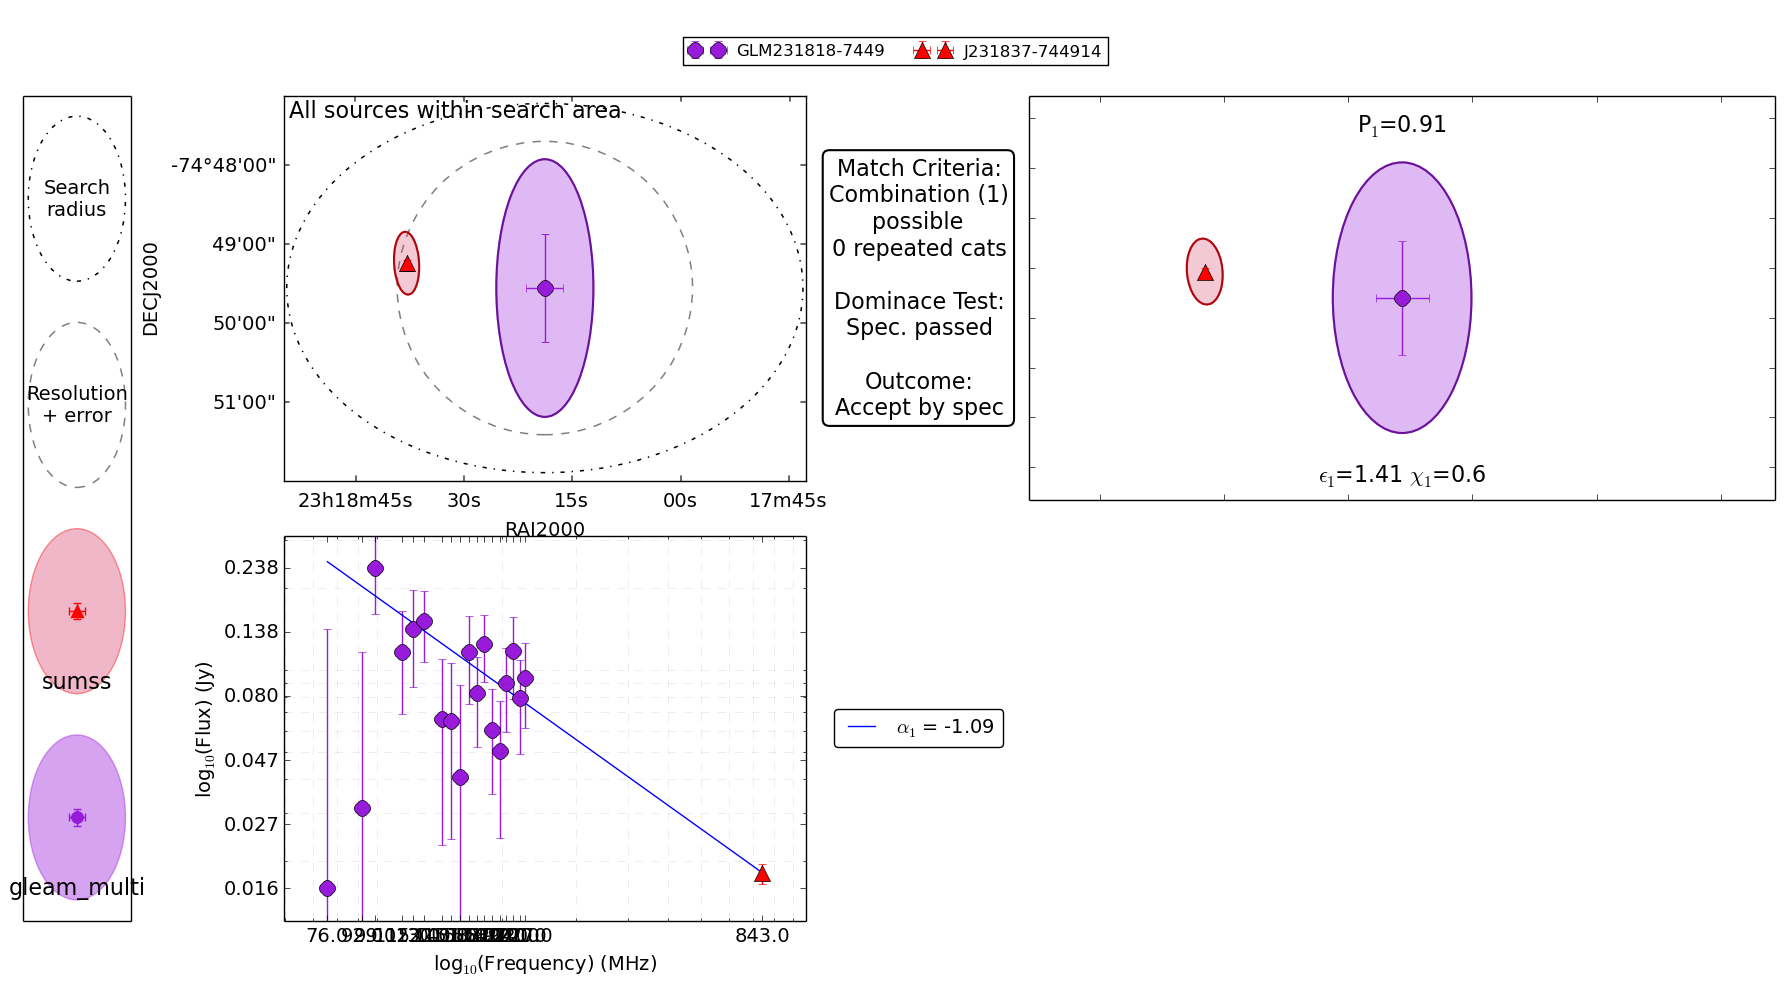 GLM231818-7449 J231837-744914
Search
radius
Resolution
+ error
sumss
gleam_multi
All sources within search area
DECJ2000
-74°48'00"
49'00"
50'00"
51'00"
23h18m45s 30s 15s 00s 17m45s
RAJ2000
Match Criteria:
Combination (1)
possible
0 repeated cats
Dominace Test:
Spec. passed
Outcome:
Accept by spec
P1=0.91
ϵ1=1.41 χ1=0.6
log10(Flux) (Jy)
0.238
0.138
0.080
0.047
0.027
0.016
76.0 843.0
log10(Frequency) (MHz)
α1 = -1.09